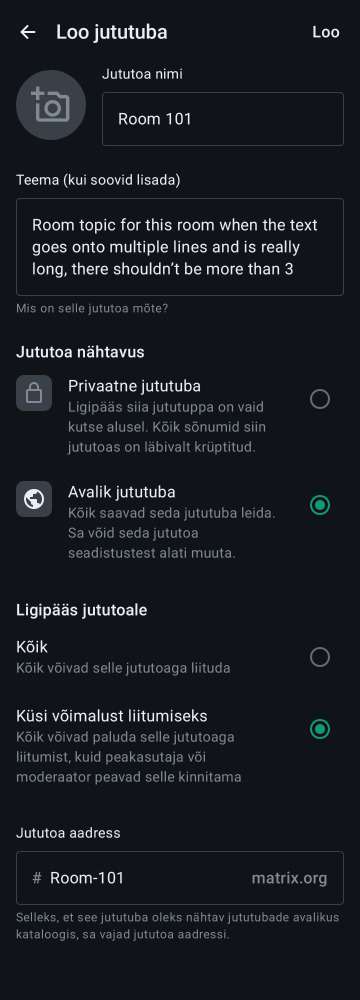 Loo jututuba
Loo
Jututoa nimi
Room 101
Teema (kui soovid lisada)
Room topic for this room when the text
goes onto multiple lines and is really
long, there shouldn’t be more than 3
Mis on selle jututoa mõte?
Jututoa nähtavus
Privaatne jututuba
Ligipääs siia jututuppa on vaid
kutse alusel. Kõik sõnumid siin
jututoas on läbivalt krüptitud.
Avalik jututuba
Kõik saavad seda jututuba leida.
Sa võid seda jututoa
seadistustest alati muuta.
Ligipääs jututoale
Kõik
Kõik võivad selle jututoaga liituda
Küsi võimalust liitumiseks
Kõik võivad paluda selle jututoaga
liitumist, kuid peakasutaja või
moderaator peavad selle kinnitama
Jututoa aadress
# Room-101 matrix.org
Selleks, et see jututuba oleks nähtav jututubade avalikus
kataloogis, sa vajad jututoa aadressi.